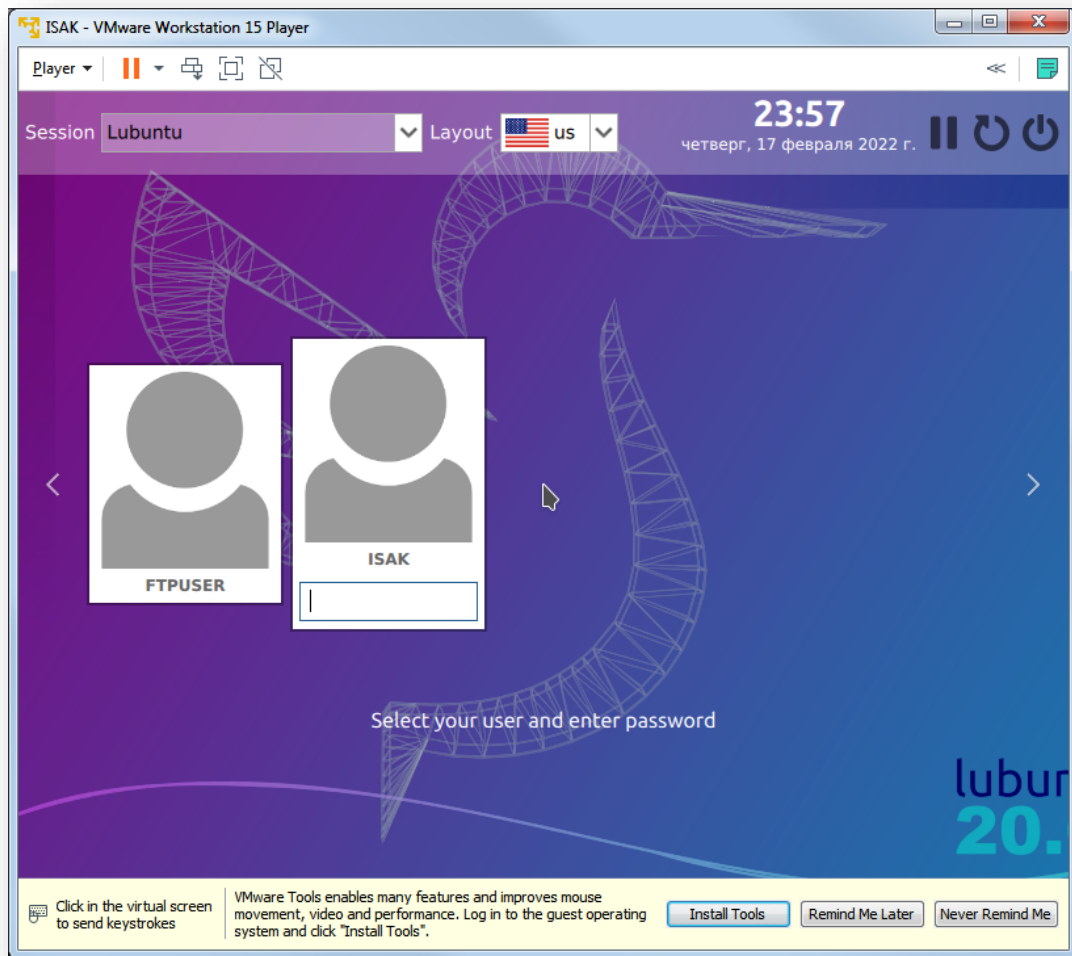 ISAK - VMware Workstation 15 Player
Player
Session Lubuntu Layout us
23:57
четверг, 17 февраля 2022 г.
FTPUSER
ISAK
Select your user and enter password
lubur
20.
Click in the virtual screen
to send keystrokes
VMware Tools enables many features and improves mouse
movement, video and performance. Log in to the guest operating
system and click "Install Tools".
Install Tools
Remind Me Later
Never Remind Me